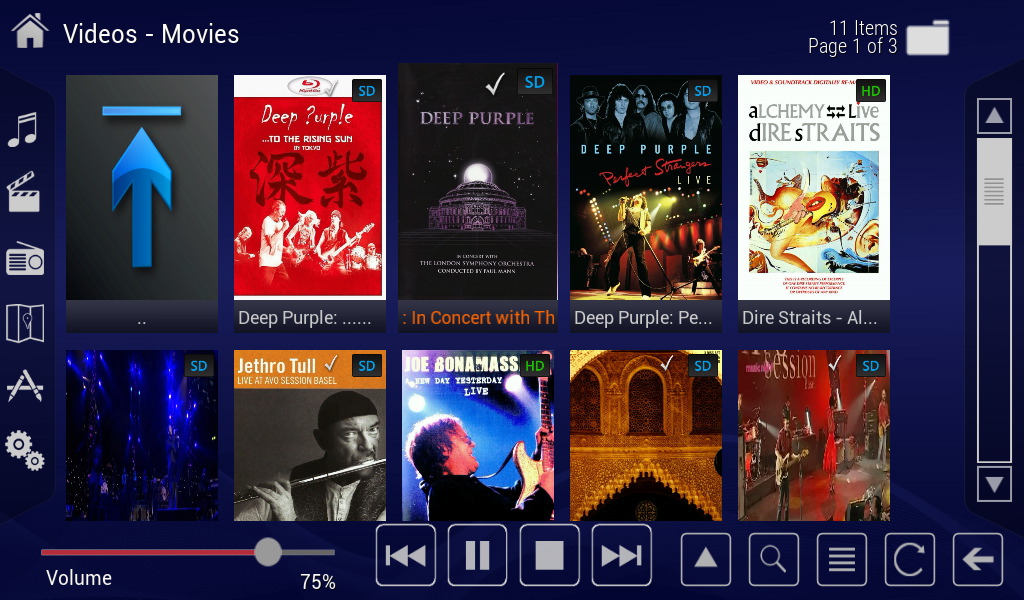 Videos - Movies
11 Items
Page 1 of 3
SD
Deep ?urp!e
...TO THE RISING SUN
IN TOKYO
深紫
Deep Purple: ......
SD
DEEP PURPLE
IN CONCERT WITH
THE LONDON SYMPHONY ORCHESTRA
CONDUCTED BY PAUL MANN
: In Concert with Th
SD
DEEP PURPLE
Perfect Strangers
LIVE
Deep Purple: Pe...
VIDEO & SOUNDTRACK DIGITALLY RE-M
HD
aLCHEMY Live
dIRE sTRAITS
Dire Straits - Al...
..
SD
Jethro Tull
SD
LIVE AT AVO SESSION BASEL
JOE BONAMASS
HD
A NEW DAY YESTERDAY
LIVE
SD
session
SD
Volume
75%